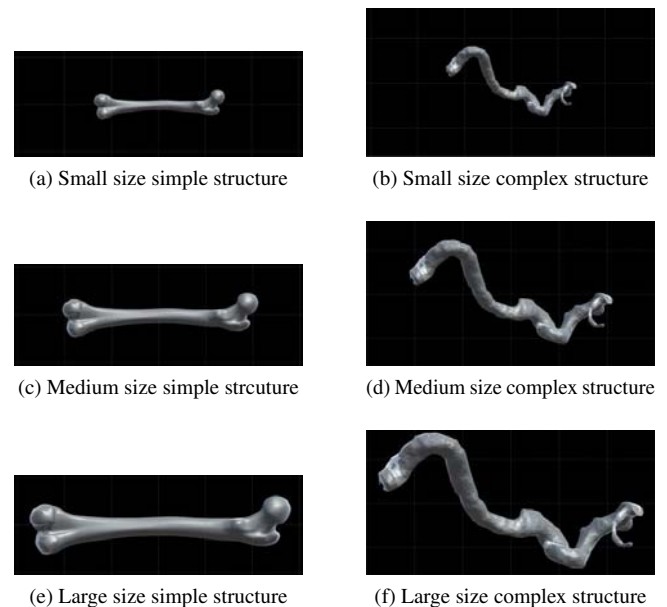 (a) Small size simple structure
(b) Small size complex structure
(c) Medium size simple strcuture
(d) Medium size complex structure
(e) Large size simple structure
(f) Large size complex structure